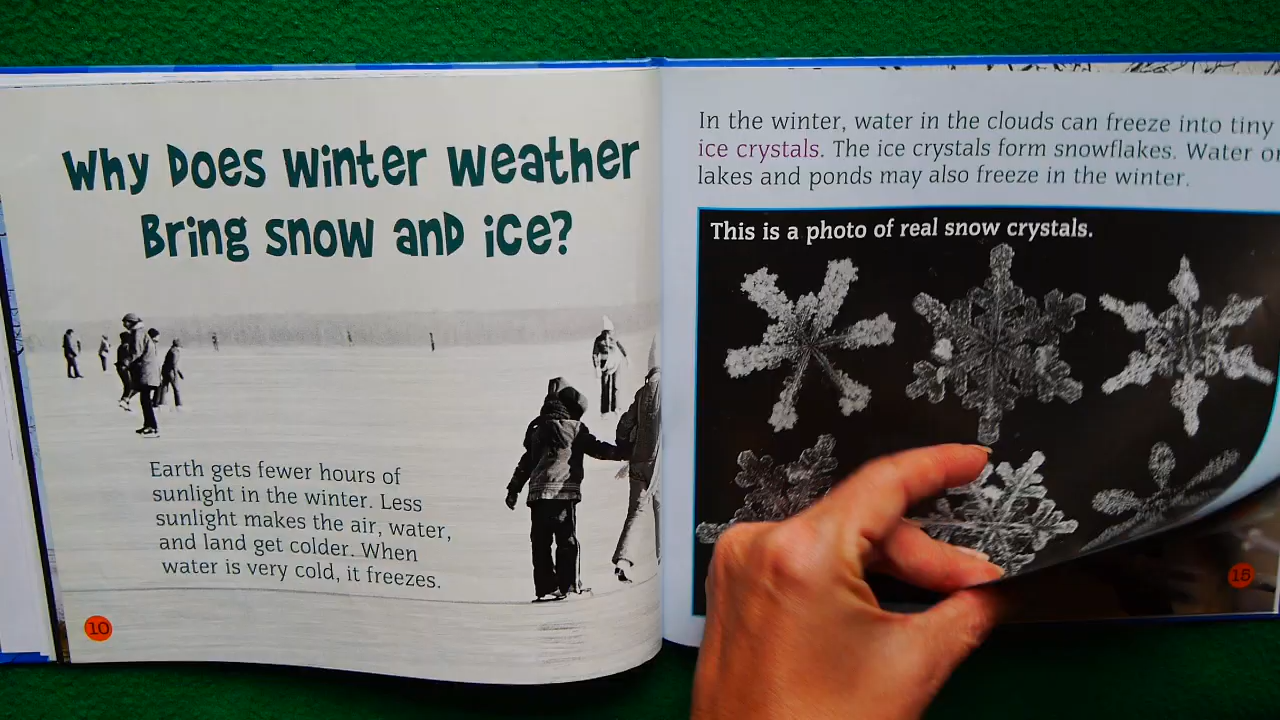 Why Does Winter Weather
Bring Snow and Ice?
Earth gets fewer hours of
sunlight in the winter. Less
sunlight makes the air, water,
and land get colder. When
water is very cold, it freezes.
10
In the winter, water in the clouds can freeze into tiny
ice crystals. The ice crystals form snowflakes. Water
lakes and ponds may also freeze in the winter.
This is a photo of real snow crystals.
15